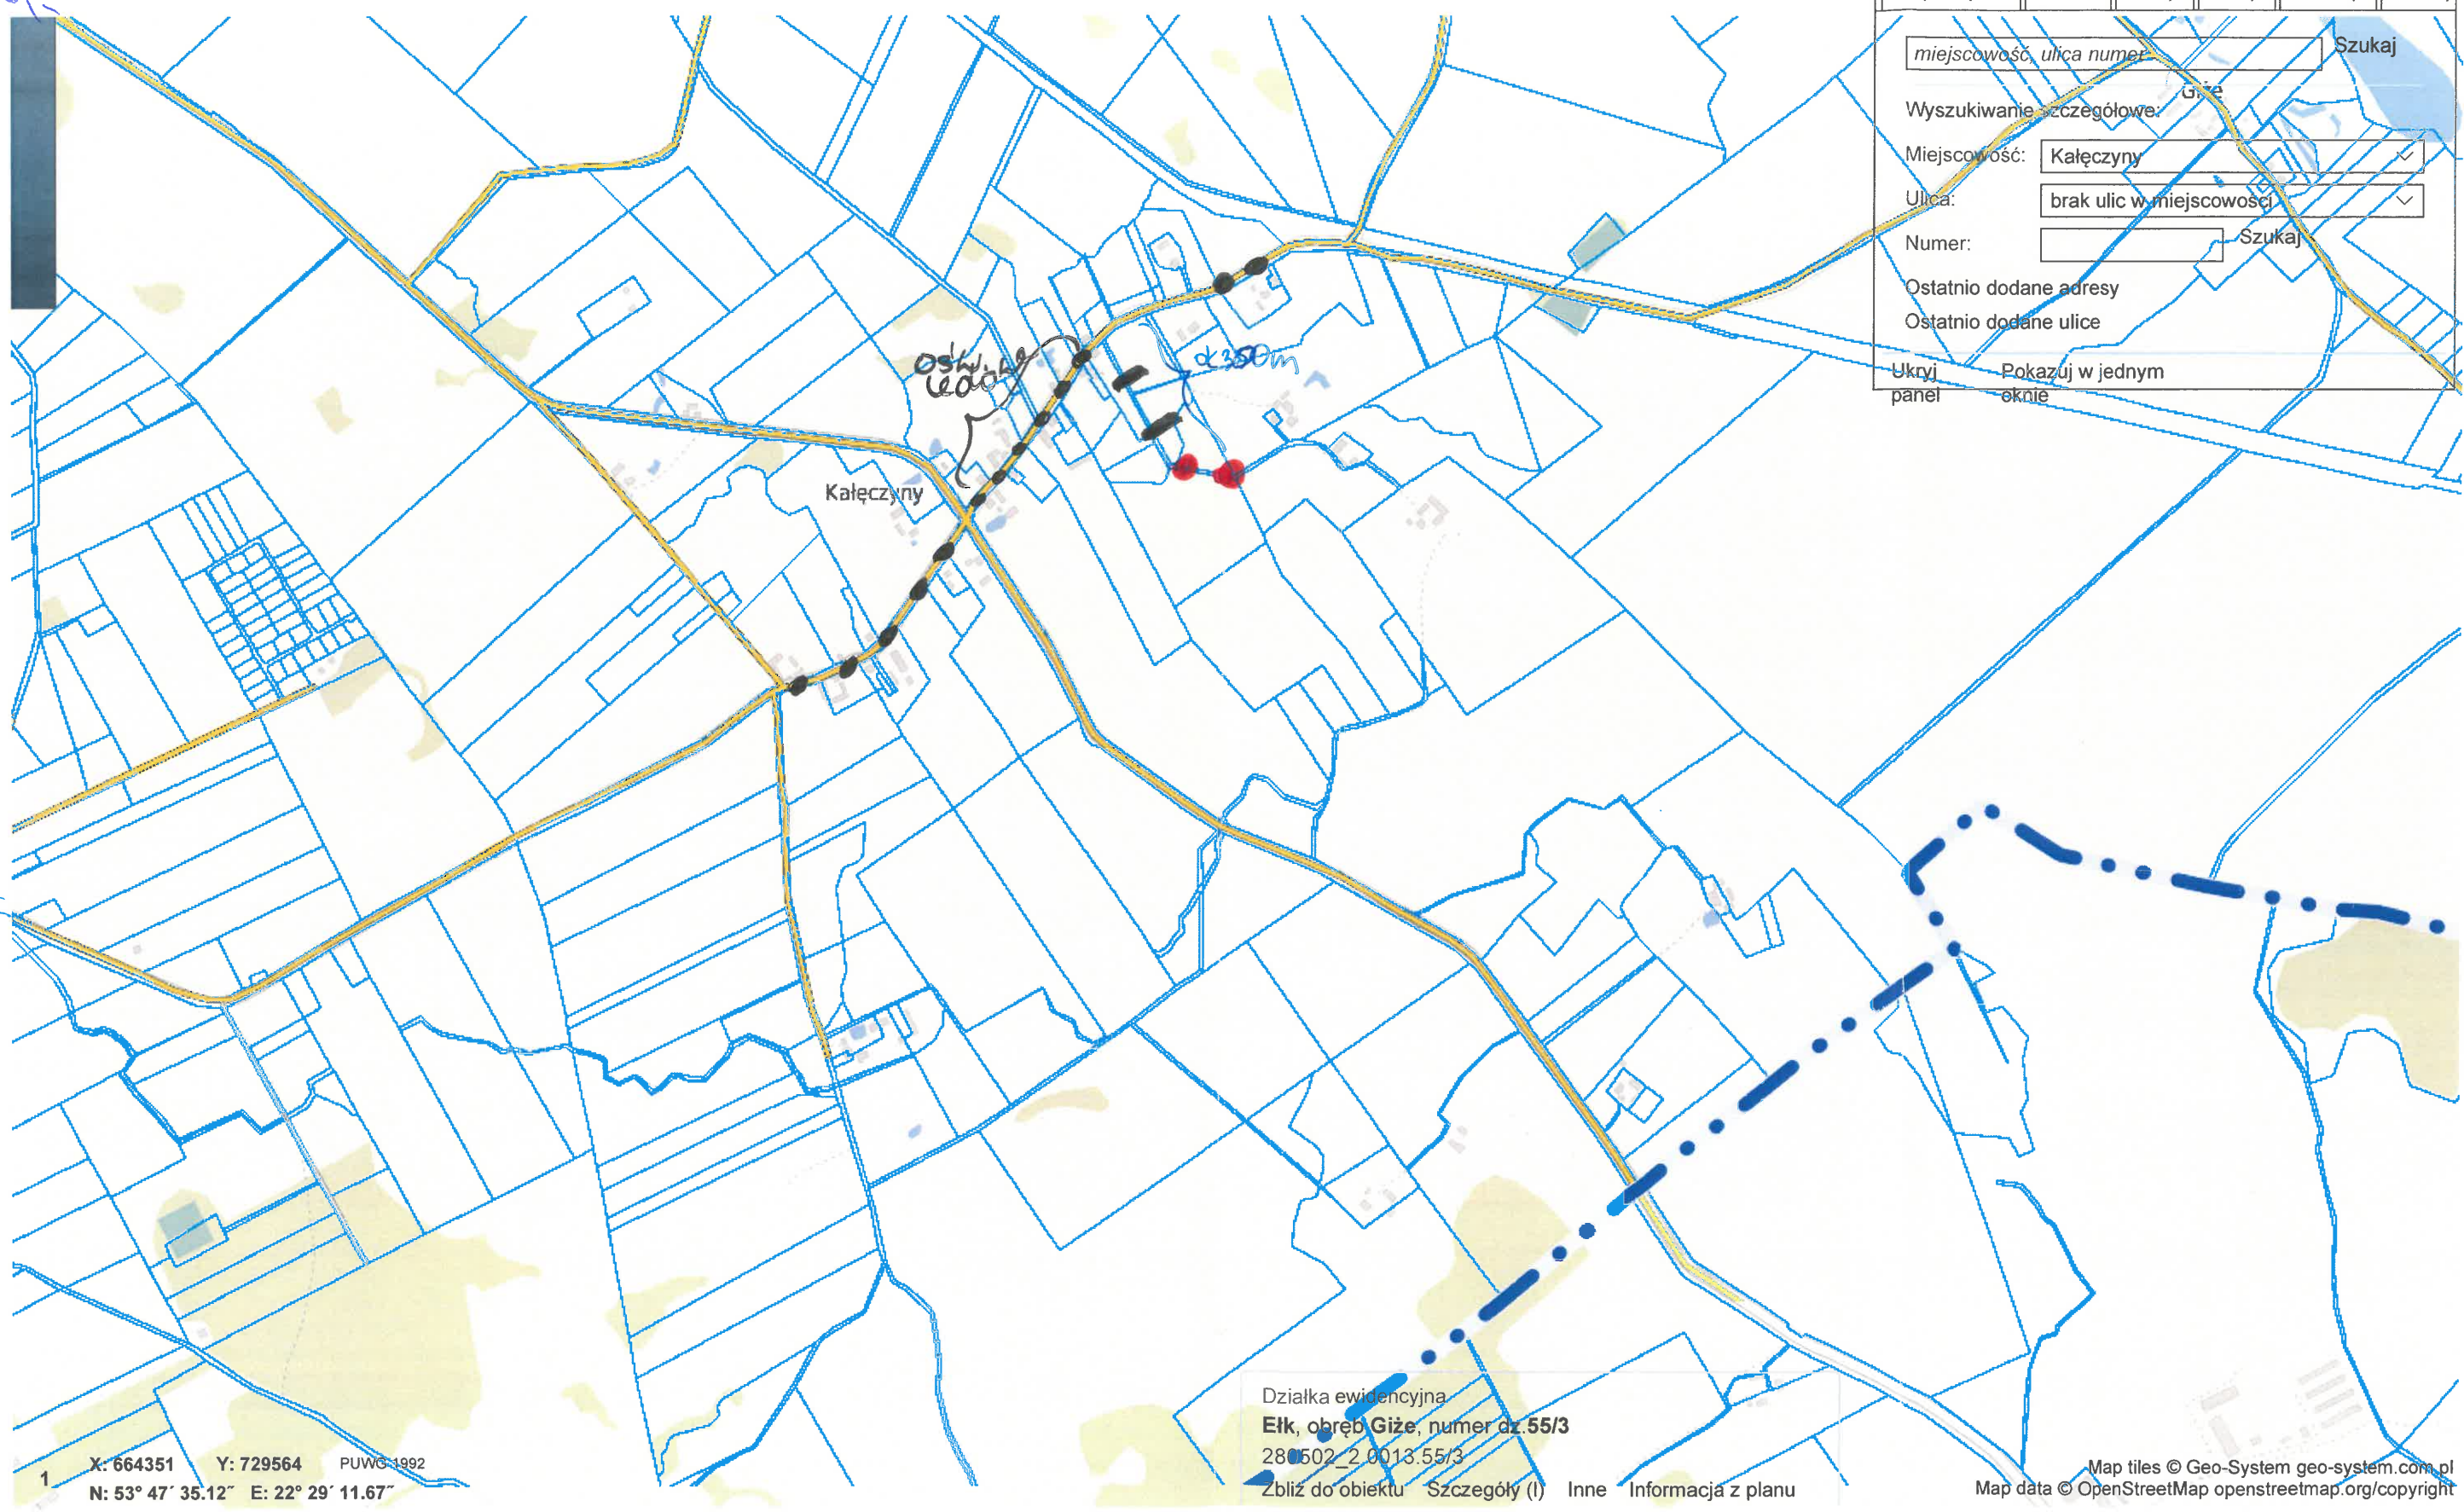 miejscowość, ulica numer
Szukaj
Giże
Wyszukiwanie szczegółowe:
Miejscowość: Kałęczyny
Ulica: brak ulic w miejscowości
Numer:
Szukaj
Ostatnio dodane adresy
Ostatnio dodane ulice
Ukryj panel
Pokazuj w jednym oknie
350m
Kałęczyny
Działka ewidencyjna
Ełk, obręb Giże, numer dz.55/3
280502_2.0013.55/3
Zbliż do obiektu Szczegóły (I) Inne Informacja z planu
1
X: 664351 Y: 729564 PUWG 1992
N: 53° 47´ 35.12˝ E: 22° 29´ 11.67˝
Map tiles © Geo-System geo-system.com.pl
Map data © OpenStreetMap openstreetmap.org/copyright